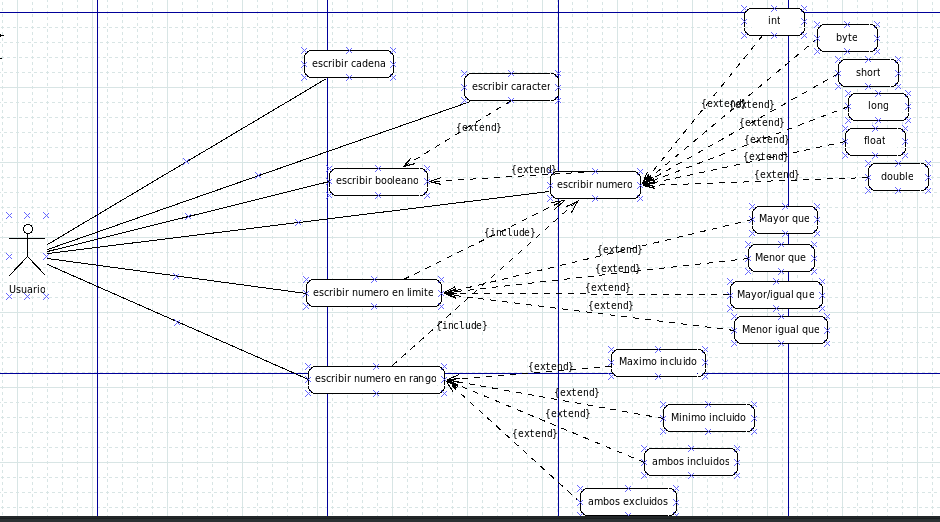 int
byte
escribir cadena
short
escribir caracter
long
{extend}
{extend}
{extend}
{extend}
float
{extend}
{extend}
{extend}
{extend}
double
escribir booleano
escribir numero
Mayor que
{include}
{extend}
Menor que
{extend}
Usuario
escribir numero en limite
{extend}
Mayor/igual que
{extend}
{include}
Menor igual que
Maximo incluido
{extend}
escribir numero en rango
{extend}
Minimo incluido
{extend}
{extend}
ambos incluidos
ambos excluidos